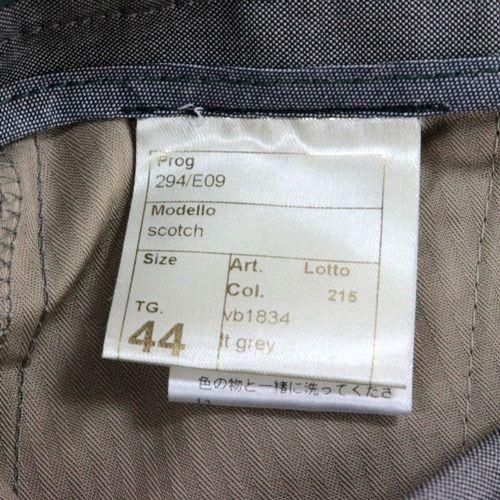 Prog
294/E09
Modello
scotch
Size
Art. Lotto
Col. 215
TG. vb1834
44 lt grey
色の物と一緒に洗ってくださ
い